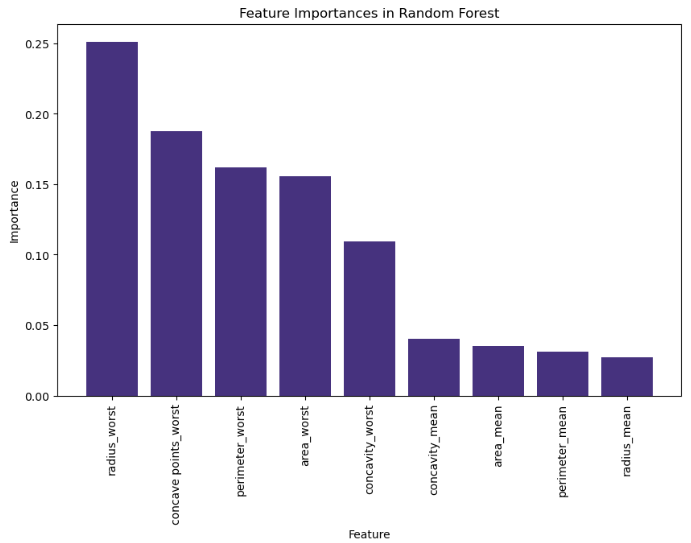 Feature Importances in Random Forest
Importance
0.25
0.20
0.15
0.10
0.05
0.00
radius_worst
concave points_worst
perimeter_worst
area_worst
concavity_worst
concavity_mean
area_mean
perimeter_mean
radius_mean
Feature